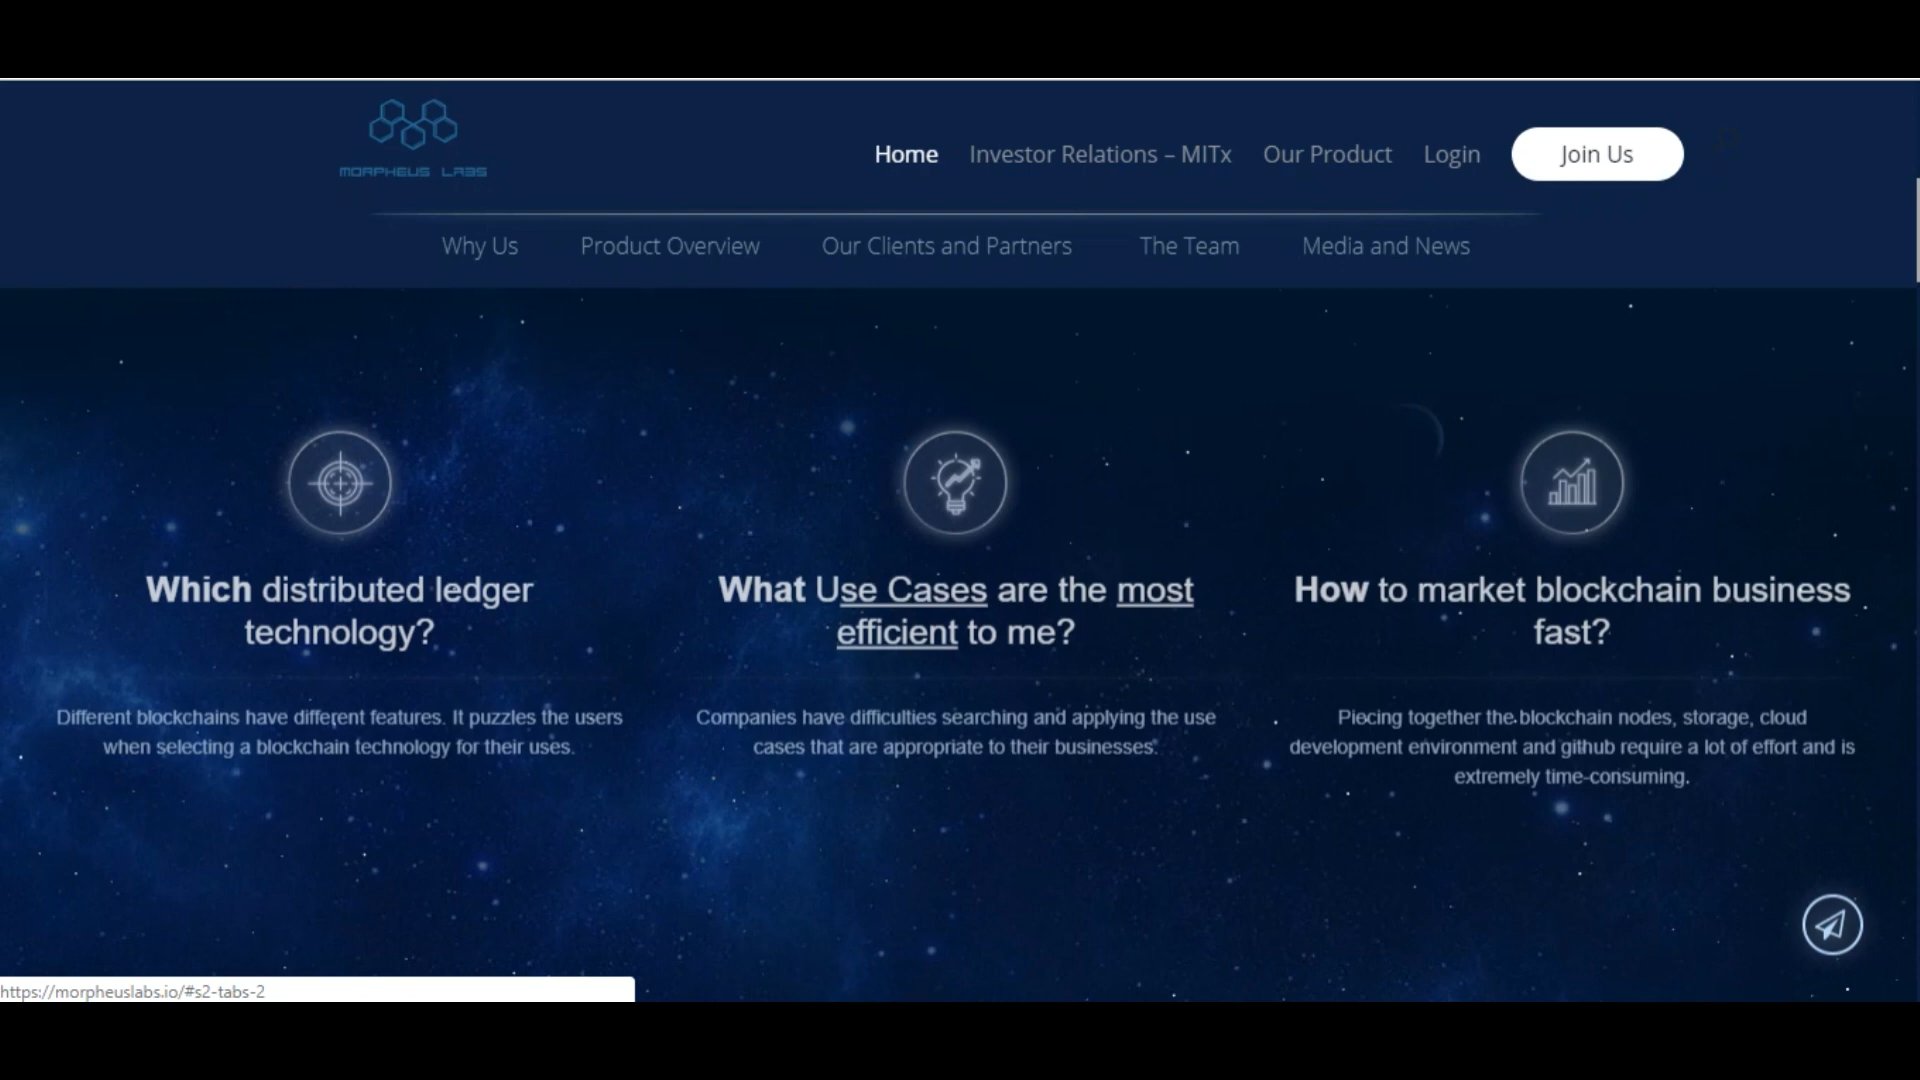 MORPHEUS LABS
Home Investor Relations – MITx Our Product Login Join Us
Why Us Product Overview Our Clients and Partners The Team Media and News
Which distributed ledger
technology?
Different blockchains have different features. It puzzles the users
when selecting a blockchain technology for their uses.
What Use Cases are the most
efficient to me?
Companies have difficulties searching and applying the use
cases that are appropriate to their businesses.
How to market blockchain business
fast?
Piecing together the blockchain nodes, storage, cloud
development environment and github require a lot of effort and is
extremely time-consuming.
https://morpheuslabs.io/#s2-tabs-2